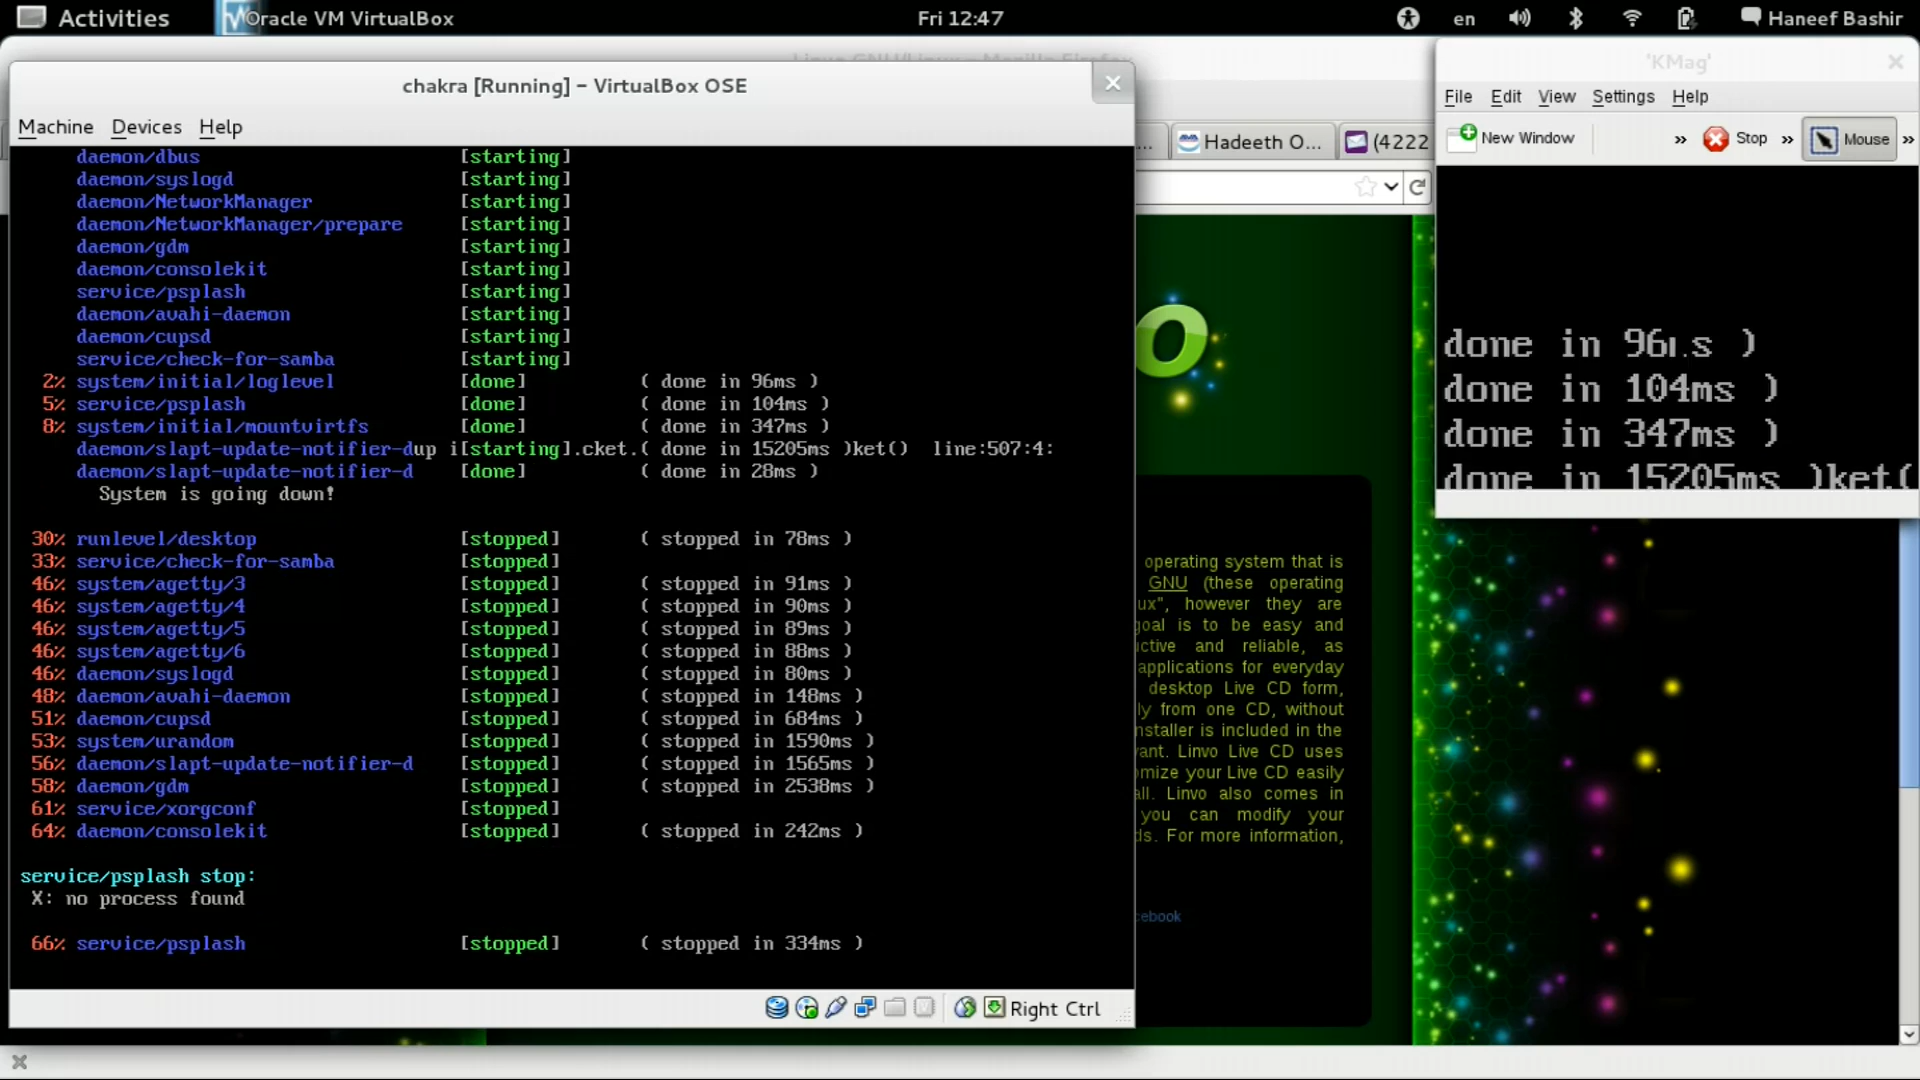 Activities
Oracle VM VirtualBox
Fri 12:47
en
Haneef Bashir
chakra [Running] - VirtualBox OSE
Machine Devices Help
daemon/dbus [starting]
daemon/syslogd [starting]
daemon/NetworkManager [starting]
daemon/NetworkManager/prepare [starting]
daemon/gdm [starting]
daemon/consolekit [starting]
service/psplash [starting]
daemon/avahi-daemon [starting]
daemon/cupsd [starting]
service/check-for-samba [starting]
2% system/initial/loglevel [done] ( done in 96ms )
5% service/psplash [done] ( done in 104ms )
8% system/initial/mountvirtfs [done] ( done in 347ms )
daemon/slapt-update-notifier-dup i[starting].cket.( done in 15205ms )ket() line:507:4:
daemon/slapt-update-notifier-d [done] ( done in 28ms )
System is going down!
30% runlevel/desktop [stopped] ( stopped in 78ms )
33% service/check-for-samba [stopped]
46% system/agetty/3 [stopped] ( stopped in 91ms )
46% system/agetty/4 [stopped] ( stopped in 90ms )
46% system/agetty/5 [stopped] ( stopped in 89ms )
46% system/agetty/6 [stopped] ( stopped in 88ms )
46% daemon/syslogd [stopped] ( stopped in 80ms )
48% daemon/avahi-daemon [stopped] ( stopped in 148ms )
51% daemon/cupsd [stopped] ( stopped in 684ms )
53% system/urandom [stopped] ( stopped in 1590ms )
56% daemon/slapt-update-notifier-d [stopped] ( stopped in 1565ms )
58% daemon/gdm [stopped] ( stopped in 2538ms )
61% service/xorgconf [stopped]
64% daemon/consolekit [stopped] ( stopped in 242ms )
service/psplash stop:
X: no process found
66% service/psplash [stopped] ( stopped in 334ms )
Right Ctrl
Hadeeth O...
(4222
operating system that is
GNU (these operating
ux", however they are
goal is to be easy and
uctive and reliable, as
applications for everyday
desktop Live CD form,
ly from one CD, without
nstaller is included in the
vant. Linvo Live CD uses
omize your Live CD easily
all. Linvo also comes in
you can modify your
ds. For more information,
cebook
'KMag'
File Edit View Settings Help
New Window » Stop » Mouse »
done in 96 s )
done in 104ms )
done in 347ms )
done in 15205ms )ket(